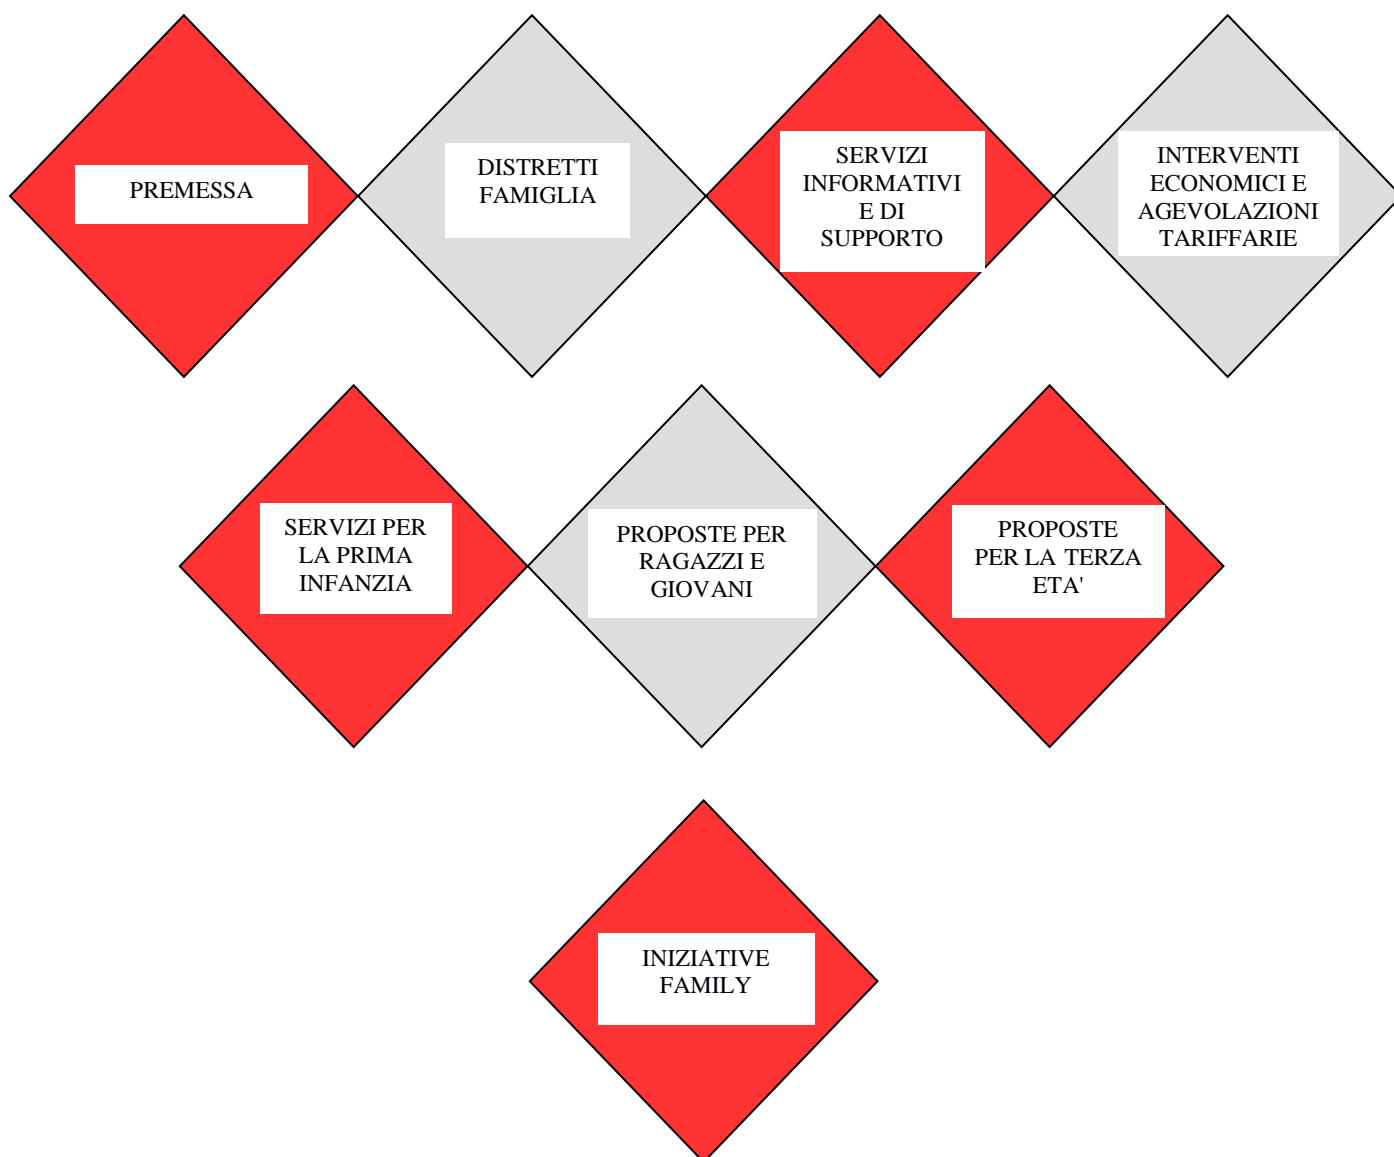 PREMESSA
DISTRETTI
FAMIGLIA
SERVIZI
INFORMATIVI
E DI
SUPPORTO
INTERVENTI
ECONOMICI E
AGEVOLAZIONI
TARIFFARIE
SERVIZI PER
LA PRIMA
INFANZIA
PROPOSTE PER
RAGAZZI E
GIOVANI
PROPOSTE
PER LA TERZA
ETA'
INIZIATIVE
FAMILY